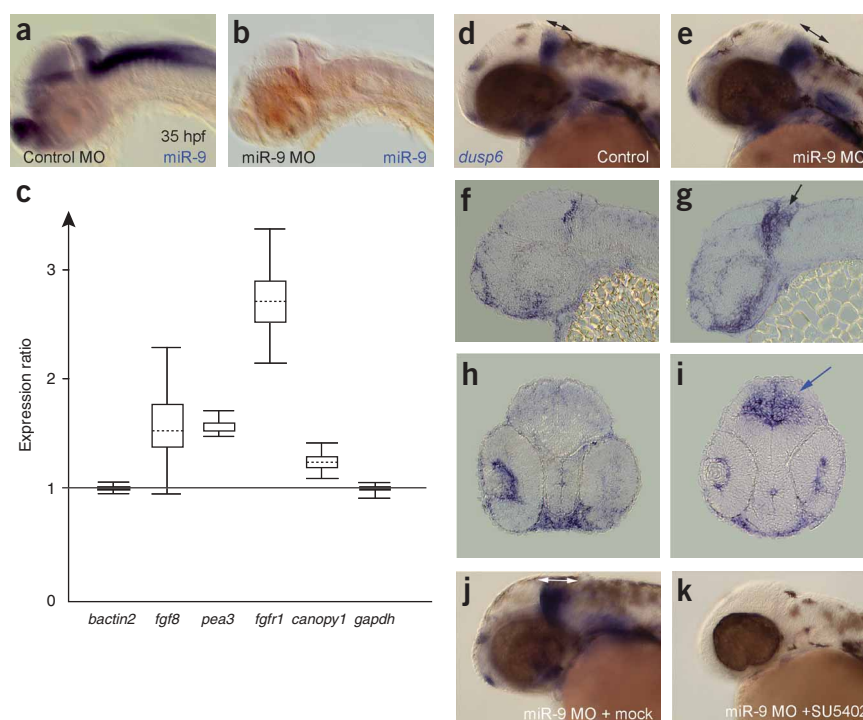 a
Control MO
35 hpf
miR-9
b
miR-9 MO
miR-9
c
Expression ratio
3
2
1
0
bactin2 fgf8 pea3 fgfr1 canopy1 gapdh
d
dusp6
Control
e
miR-9 MO
f
g
h
i
j
miR-9 MO + mock
k
miR-9 MO +SU5402